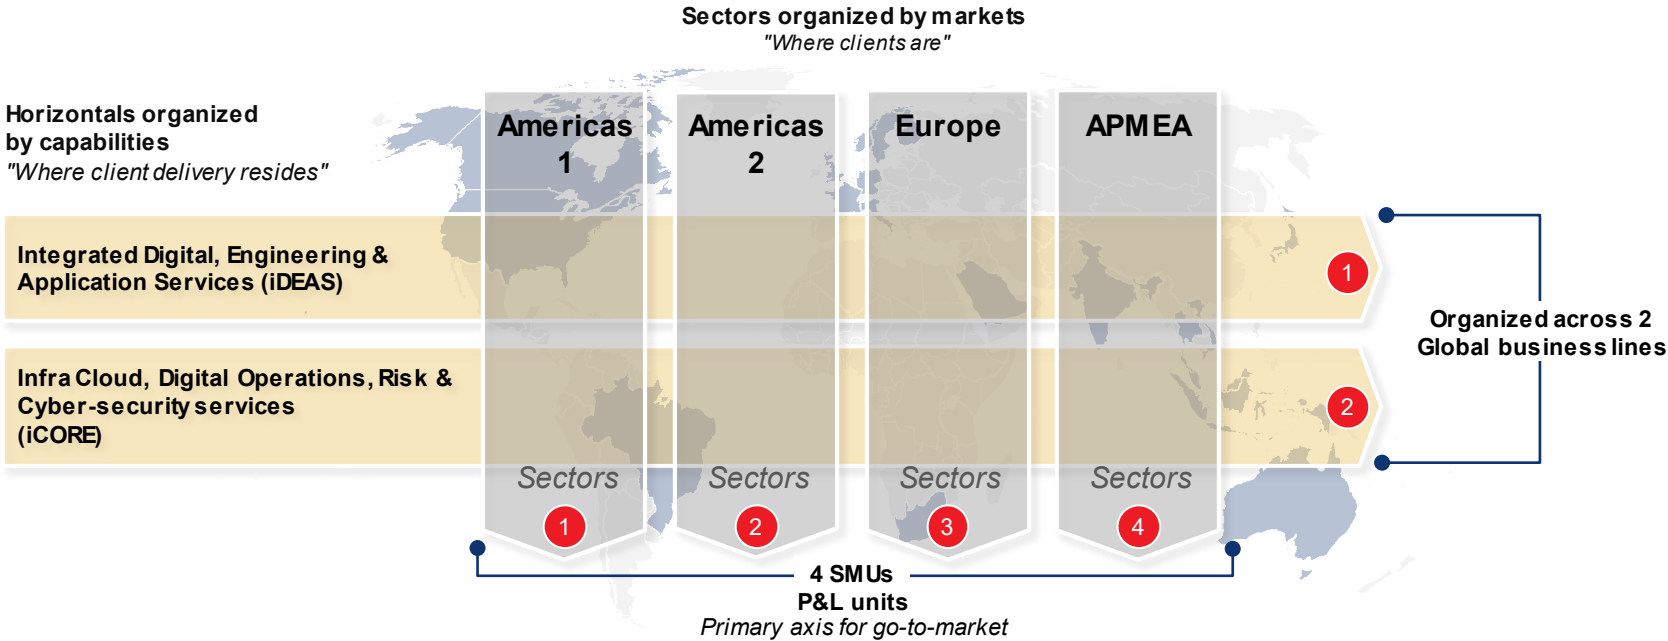 Sectors organized by markets
"Where clients are"
Horizontals organized
by capabilities
"Where client delivery resides"
Americas
1
Americas
2
Europe
APMEA
Integrated Digital, Engineering &
Application Services (iDEAS)
1
Infra Cloud, Digital Operations, Risk &
Cyber-security services
(iCORE)
2
Organized across 2
Global business lines
Sectors
1
Sectors
2
Sectors
3
Sectors
4
4 SMUs
P&L units
Primary axis for go-to-market